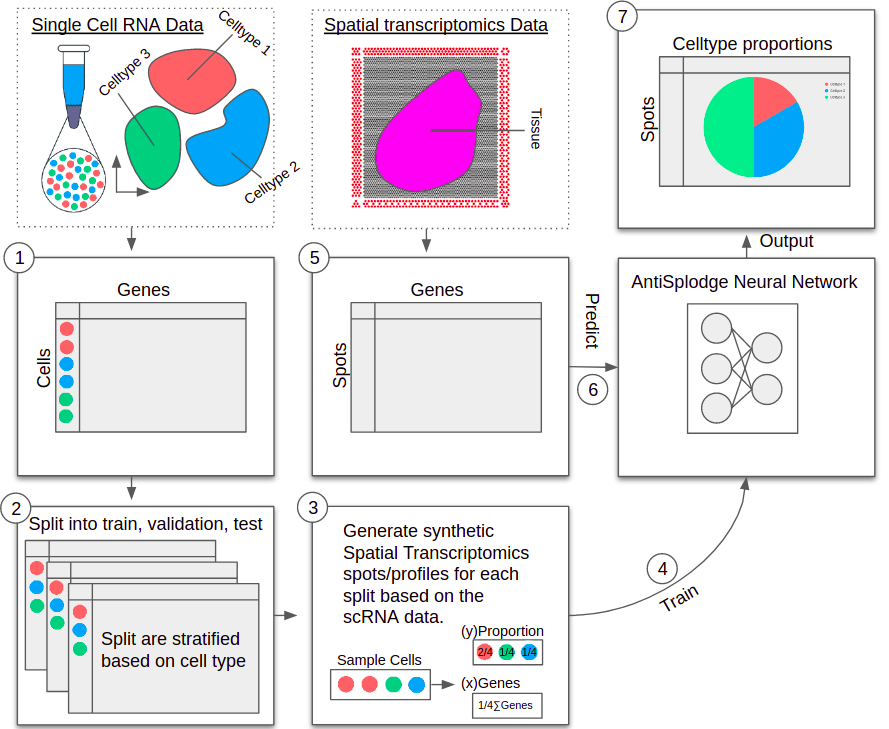 Single Cell RNA Data
Celltype 1
Celltype 3
Celltype 2
Spatial transcriptomics Data
Tissue
7
Celltype proportions
Spots
Celltype 1
Celltype 2
1
Genes
Cells
5
Genes
Spots
Predict
6
Output
AntiSplodge Neural Network
2
Split into train, validation, test
Split are stratified
based on cell type
3
Generate synthetic
Spatial Transcriptomics
spots/profiles for each
split based on the
scRNA data.
(y)Proportion
2/4 1/4 1/4
Sample Cells
(x)Genes
1/4∑Genes
4
Train